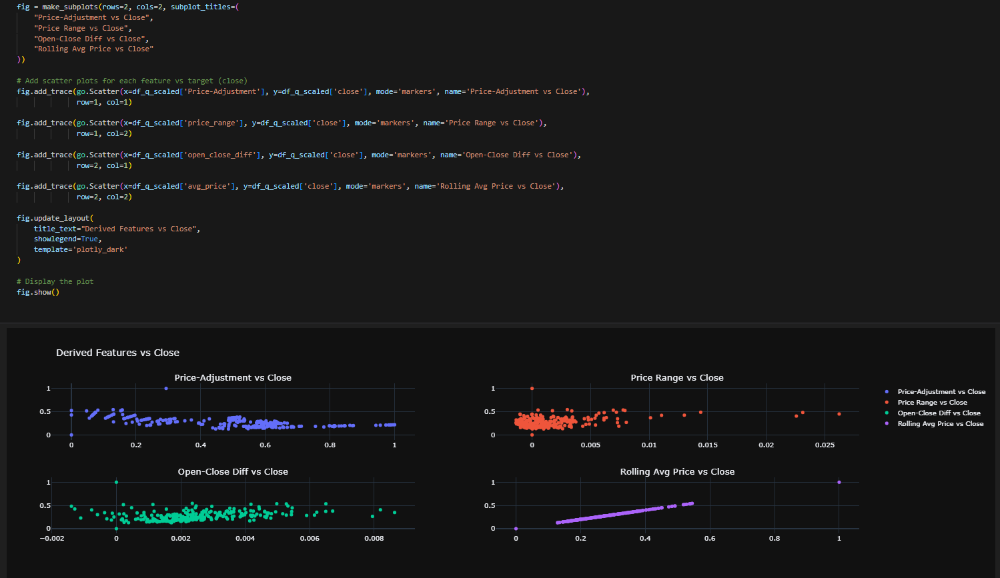 fig = make_subplots(rows=2, cols=2, subplot_titles=(
"Price-Adjustment vs Close",
"Price Range vs Close",
"Open-Close Diff vs Close",
"Rolling Avg Price vs Close"
))
# Add scatter plots for each feature vs target (close)
fig.add_trace(go.Scatter(x=df_q_scaled['Price-Adjustment'], y=df_q_scaled['close'], mode='markers', name='Price-Adjustment vs Close'),
row=1, col=1)
fig.add_trace(go.Scatter(x=df_q_scaled['price_range'], y=df_q_scaled['close'], mode='markers', name='Price Range vs Close'),
row=1, col=2)
fig.add_trace(go.Scatter(x=df_q_scaled['open_close_diff'], y=df_q_scaled['close'], mode='markers', name='Open-Close Diff vs Close'),
row=2, col=1)
fig.add_trace(go.Scatter(x=df_q_scaled['avg_price'], y=df_q_scaled['close'], mode='markers', name='Rolling Avg Price vs Close'),
row=2, col=2)
fig.update_layout(
title_text="Derived Features vs Close",
showlegend=True,
template='plotly_dark'
)
# Display the plot
fig.show()
Derived Features vs Close
Price-Adjustment vs Close
1
0.5
0
0 0.2 0.4 0.6 0.8 1
Price Range vs Close
1
0.5
0
0 0.005 0.01 0.015 0.02 0.025
Price-Adjustment vs Close
Price Range vs Close
Open-Close Diff vs Close
Rolling Avg Price vs Close
Open-Close Diff vs Close
1
0.5
0
−0.002 0 0.002 0.004 0.006 0.008
Rolling Avg Price vs Close
1
0.5
0
0 0.2 0.4 0.6 0.8 1